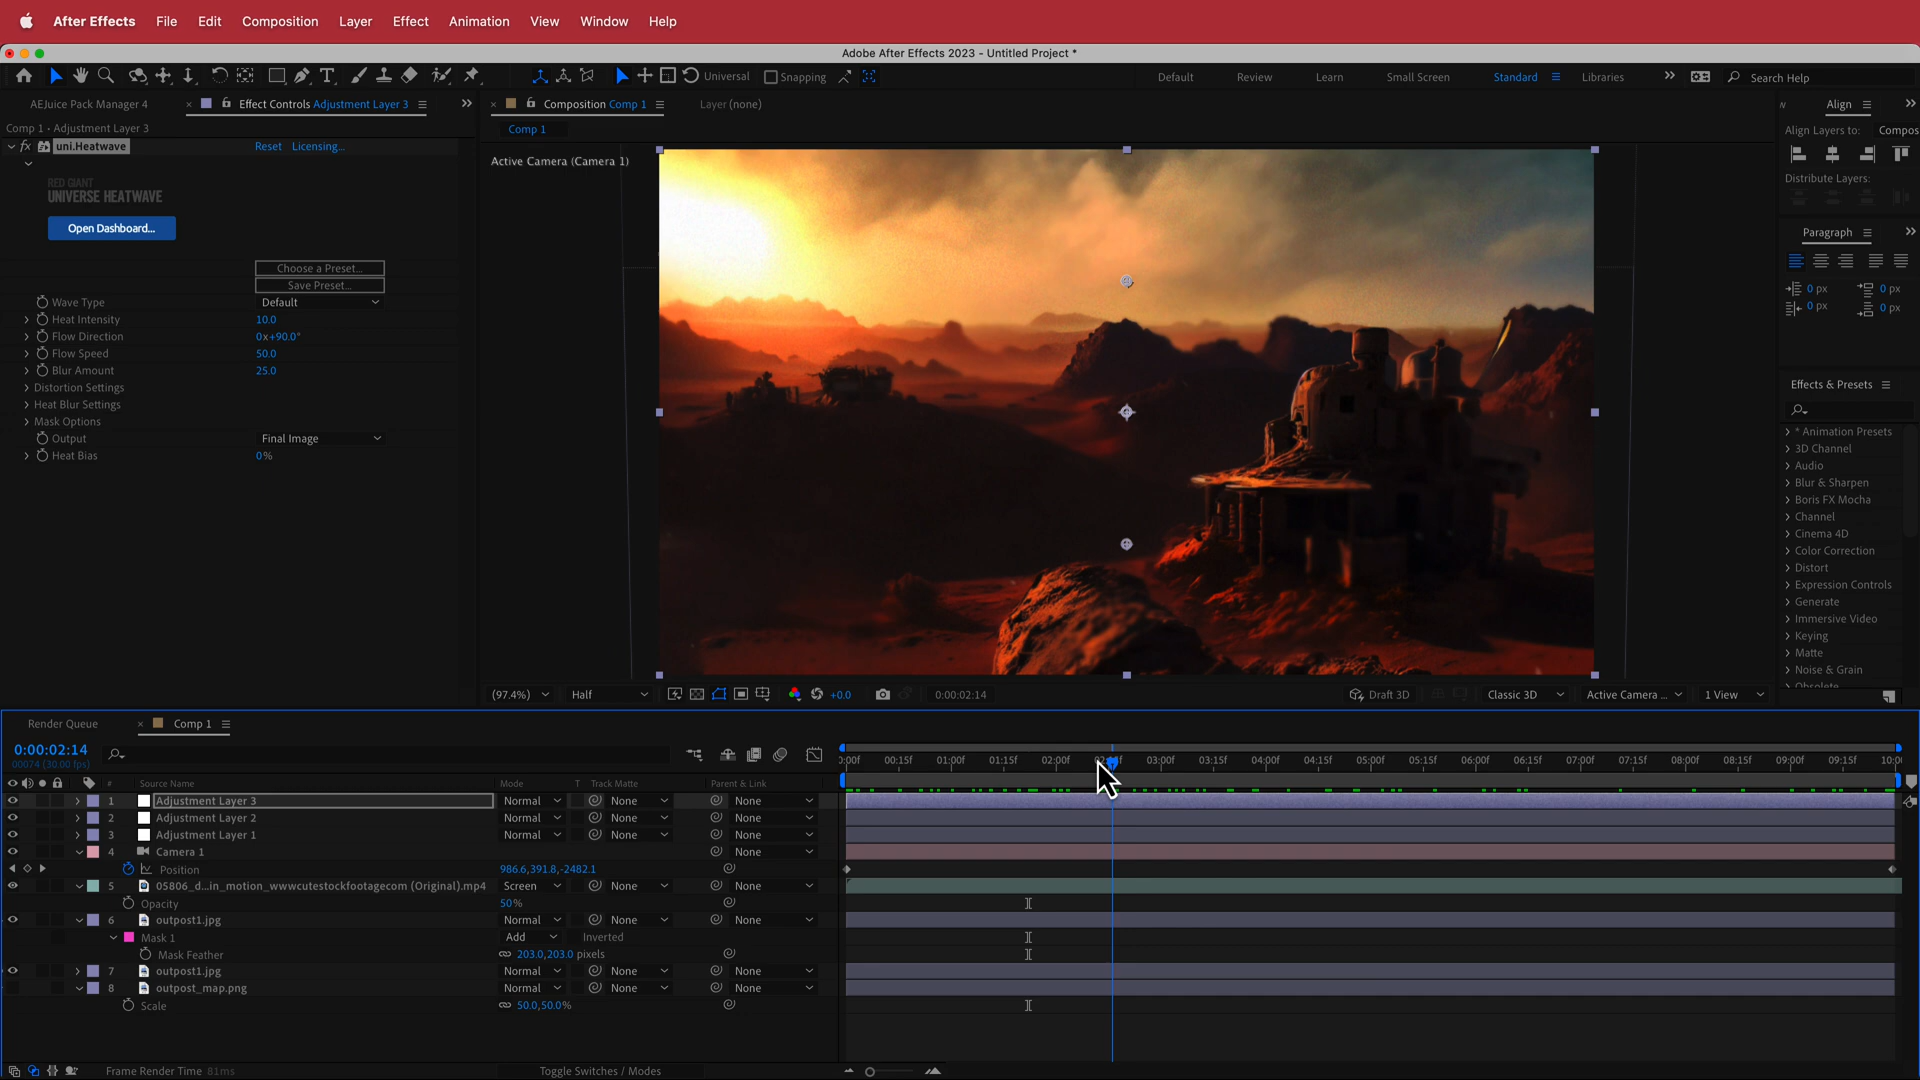 After Effects File Edit Composition Layer Effect Animation View Window Help
Adobe After Effects 2023 - Untitled Project *
Universal Snapping Default Review Learn Small Screen Standard Libraries Search Help
AEJuice Pack Manager 4 Effect Controls Adjustment Layer 3 Composition Comp 1 Layer (none) Align
Comp 1 • Adjustment Layer 3
Comp 1
Align Layers to: Compos
fx uni.Heatwave Reset Licensing...
Active Camera (Camera 1)
Distribute Layers:
RED GIANT
UNIVERSE HEATWAVE
Open Dashboard...
Paragraph
Choose a Preset...
Save Preset...
0 px 0 px
0 px 0 px
Wave Type Default
Heat Intensity 10.0
Flow Direction 0x+90.0°
Flow Speed 50.0
Blur Amount 25.0
Distortion Settings
Heat Blur Settings
Mask Options
Output Final Image
Heat Bias 0%
Effects & Presets
* Animation Presets
3D Channel
Audio
Blur & Sharpen
Boris FX Mocha
Channel
Cinema 4D
Color Correction
Distort
Expression Controls
Generate
Immersive Video
Keying
Matte
Noise & Grain
Obsolete
(97.4%) Half +0.0 0:00:02:14 Draft 3D Classic 3D Active Camera ... 1 View
Render Queue Comp 1
0:00:02:14
00074 (30.00 fps)
0:00f 00:15f 01:00f 01:15f 02:00f 03:00f 03:15f 04:00f 04:15f 05:00f 05:15f 06:00f 06:15f 07:00f 07:15f 08:00f 08:15f 09:00f 09:15f 10:0
# Source Name Mode T Track Matte Parent & Link
1 Adjustment Layer 3 Normal None None
2 Adjustment Layer 2 Normal None None
3 Adjustment Layer 1 Normal None None
4 Camera 1 None
Position 986.6,391.8,-2482.1
5 05806_d...in_motion_wwwcutestockfootagecom (Original).mp4 Screen None None
Opacity 50%
6 outpost1.jpg Normal None None
Mask 1 Add Inverted
Mask Feather 203.0,203.0 pixels
7 outpost1.jpg Normal None None
8 outpost_map.png Normal None None
Scale 50.0,50.0%
Frame Render Time 81ms Toggle Switches / Modes